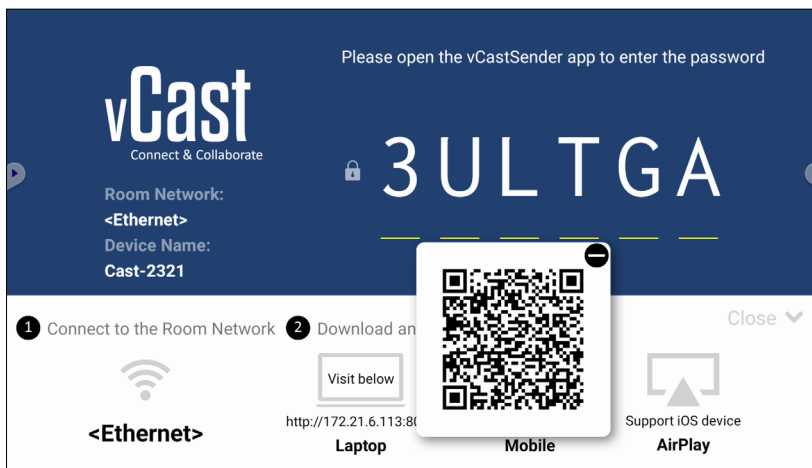 Please open the vCastSender app to enter the password
vCast
Connect & Collaborate
3ULTGA
Room Network:
<Ethernet>
Device Name:
Cast-2321
1 Connect to the Room Network
2 Download an
Close
Visit below
http://172.21.6.113:80
Support iOS device
<Ethernet>
Laptop
Mobile
AirPlay